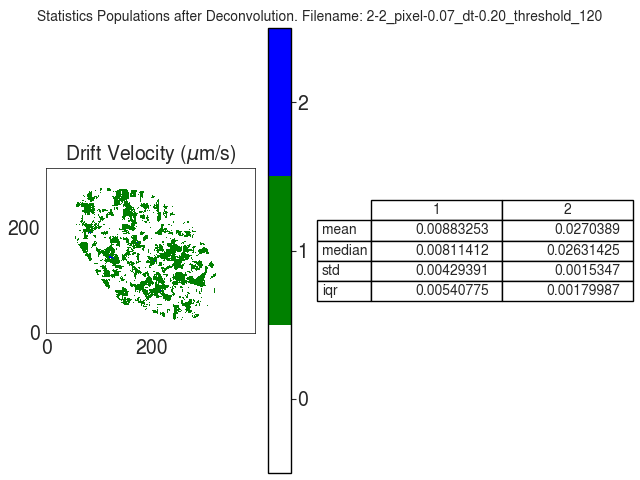 Statistics Populations after Deconvolution. Filename: 2-2_pixel-0.07_dt-0.20_threshold_120
Drift Velocity (μm/s)
200
0
0 200
2
1
0
1 2
mean 0.00883253 0.0270389
median 0.00811412 0.02631425
std 0.00429391 0.0015347
iqr 0.00540775 0.00179987